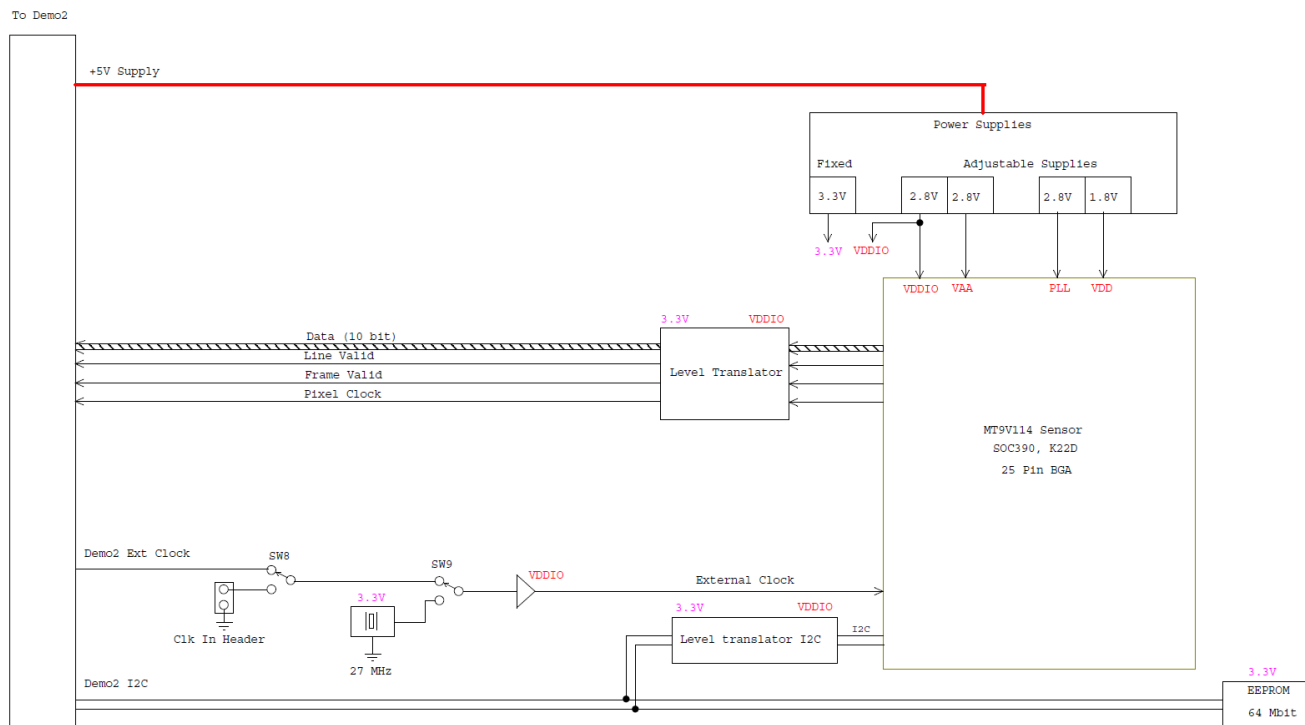 To Demo2
+5V Supply
Power Supplies
Fixed
Adjustable Supplies
3.3V
2.8V
2.8V
2.8V
1.8V
3.3V
VDDIO
VDDIO
VAA
PLL
VDD
3.3V
VDDIO
Data (10 bit)
Line Valid
Frame Valid
Pixel Clock
Level Translator
MT9V114 Sensor
SOC390, K22D
25 Pin BGA
Demo2 Ext Clock
SW8
SW9
VDDIO
External Clock
3.3V
Clk In Header
27 MHz
3.3V
VDDIO
Level translator I2C
I2C
Demo2 I2C
3.3V
EEPROM
64 Mbit